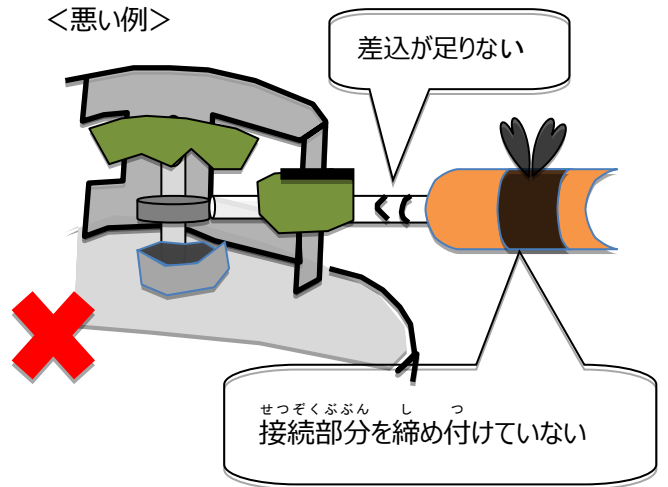 ＜悪い例＞
差込が足りない
せつぞくぶぶん　し　つ
接続部分を締め付けていない